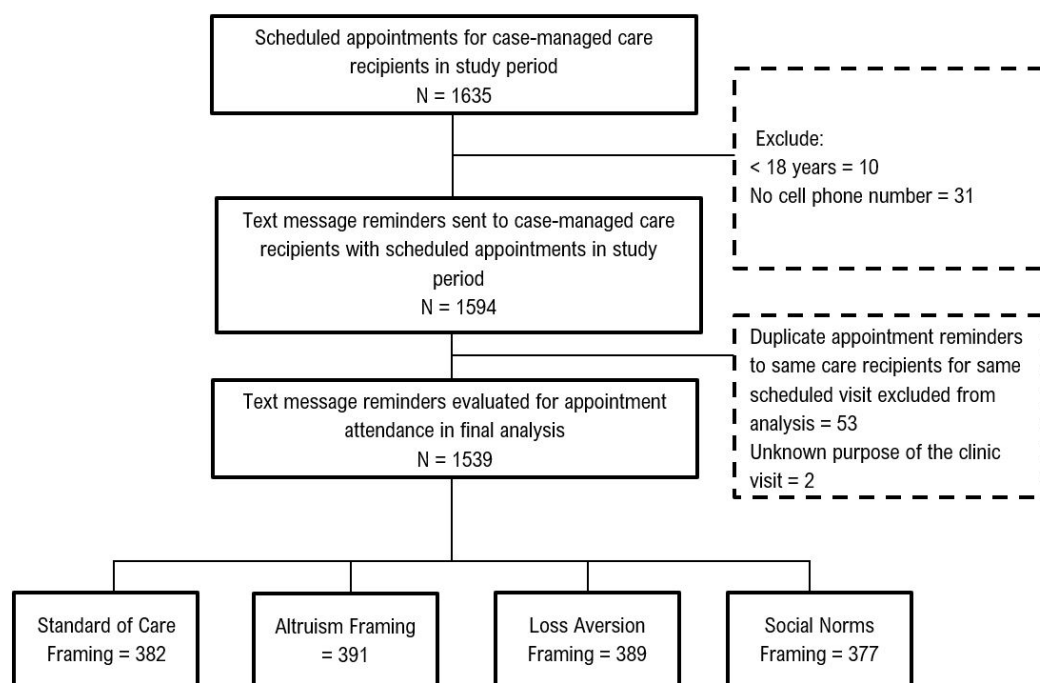 Scheduled appointments for case-managed care
recipients in study period
N = 1635
Exclude:
< 18 years = 10
No cell phone number = 31
Text message reminders sent to case-managed care
recipients with scheduled appointments in study
period
N = 1594
Duplicate appointment reminders
to same care recipients for same
scheduled visit excluded from
analysis = 53
Unknown purpose of the clinic
visit = 2
Text message reminders evaluated for appointment
attendance in final analysis
N = 1539
Standard of Care
Framing = 382
Altruism Framing
= 391
Loss Aversion
Framing = 389
Social Norms
Framing = 377